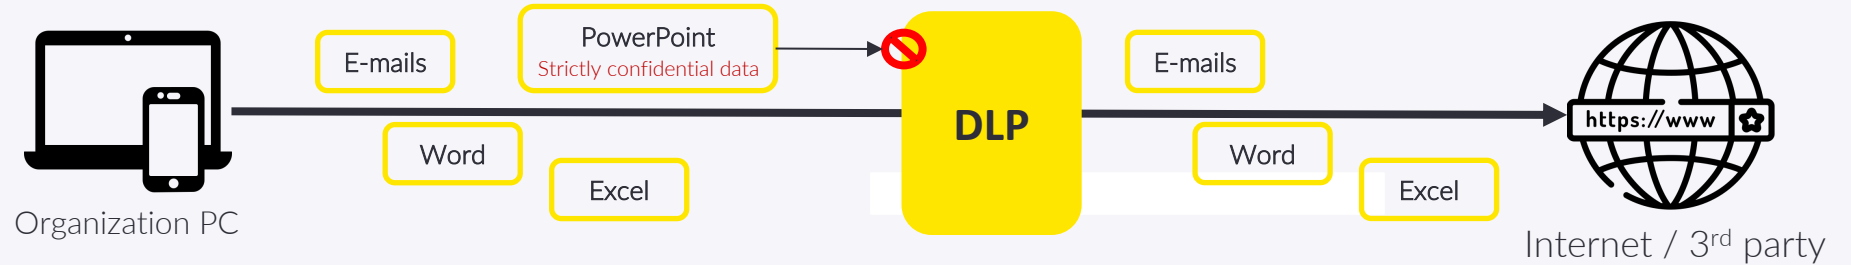 E-mails
PowerPoint
Strictly confidential data
Word
Excel
Organization PC
DLP
E-mails
Word
Excel
https://www
Internet / 3rd party